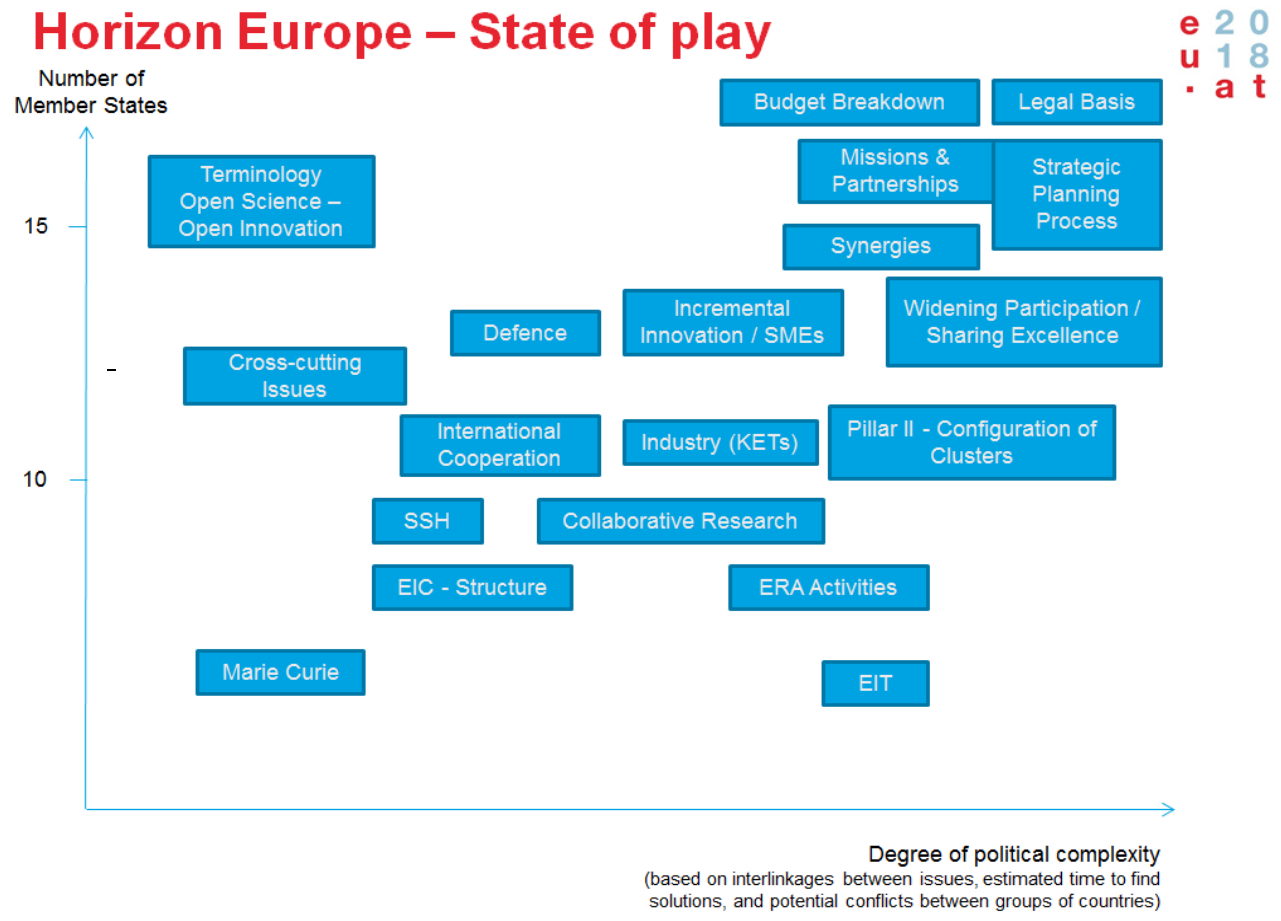 Horizon Europe – State of play
e 2 0
u 1 8
. a t
Number of
Member States
Budget Breakdown
Legal Basis
Terminology
Open Science –
Open Innovation
Missions &
Partnerships
Strategic
Planning
Process
15
Synergies
Defence
Incremental
Innovation / SMEs
Widening Participation /
Sharing Excellence
Cross-cutting
Issues
–
International
Cooperation
Industry (KETs)
Pillar II - Configuration of
Clusters
10
SSH
Collaborative Research
EIC - Structure
ERA Activities
Marie Curie
EIT
Degree of political complexity
(based on interlinkages between issues, estimated time to find
solutions, and potential conflicts between groups of countries)